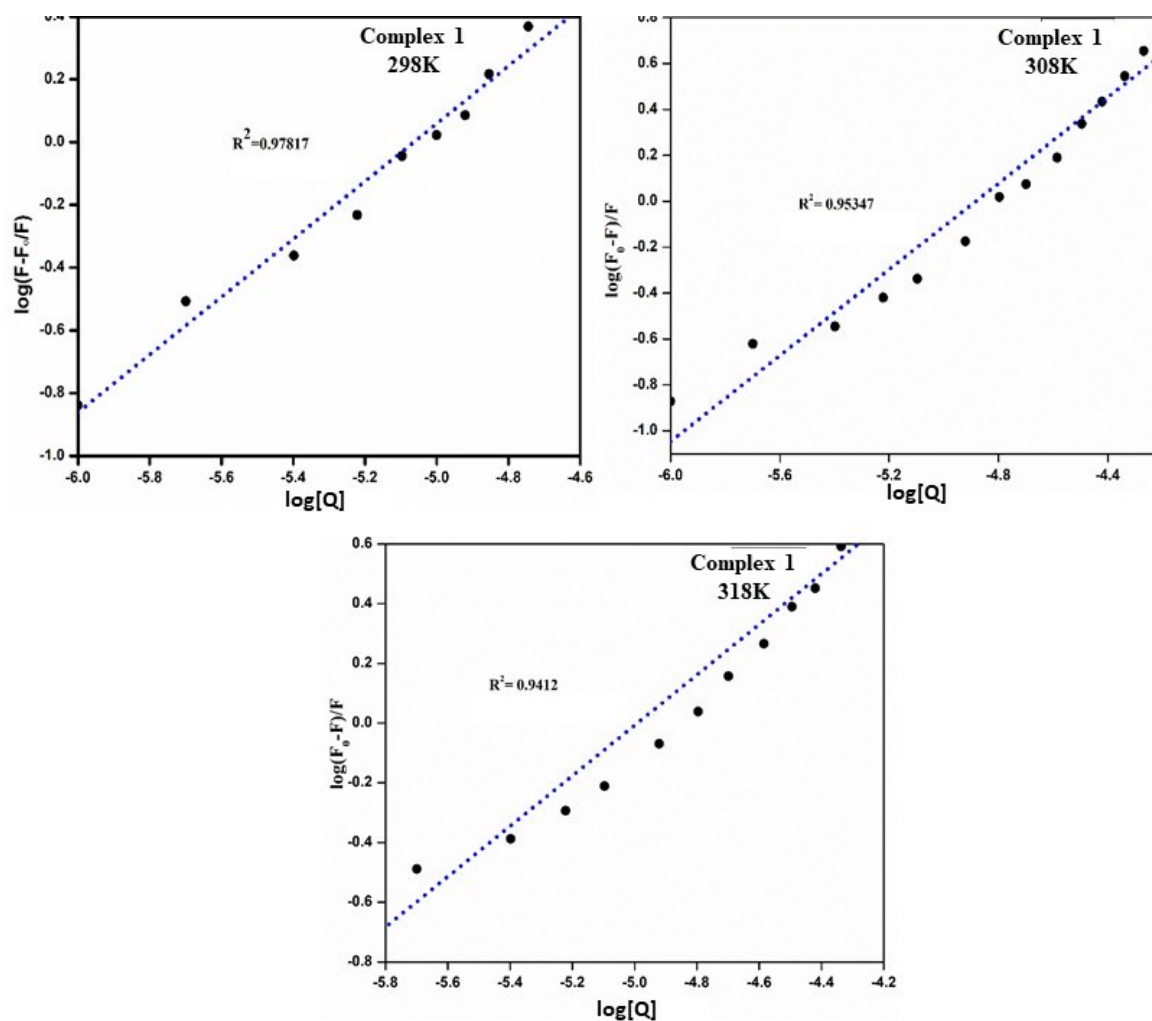 Complex 1
298K
R²=0.97817
log(F-F₀/F)
0.4
0.2
0.0
-0.2
-0.4
-0.6
-0.8
-1.0
-6.0 -5.8 -5.6 -5.4 -5.2 -5.0 -4.8 -4.6
log[Q]
Complex 1
308K
R²= 0.95347
log(F₀-F)/F
0.6
0.4
0.2
0.0
-0.2
-0.4
-0.6
-0.8
-1.0
-6.0 -5.6 -5.2 -4.8 -4.4
log[Q]
Complex 1
318K
R²= 0.9412
log(F₀-F)/F
0.6
0.4
0.2
0.0
-0.2
-0.4
-0.6
-0.8
-5.8 -5.6 -5.4 -5.2 -5.0 -4.8 -4.6 -4.4 -4.2
log[Q]